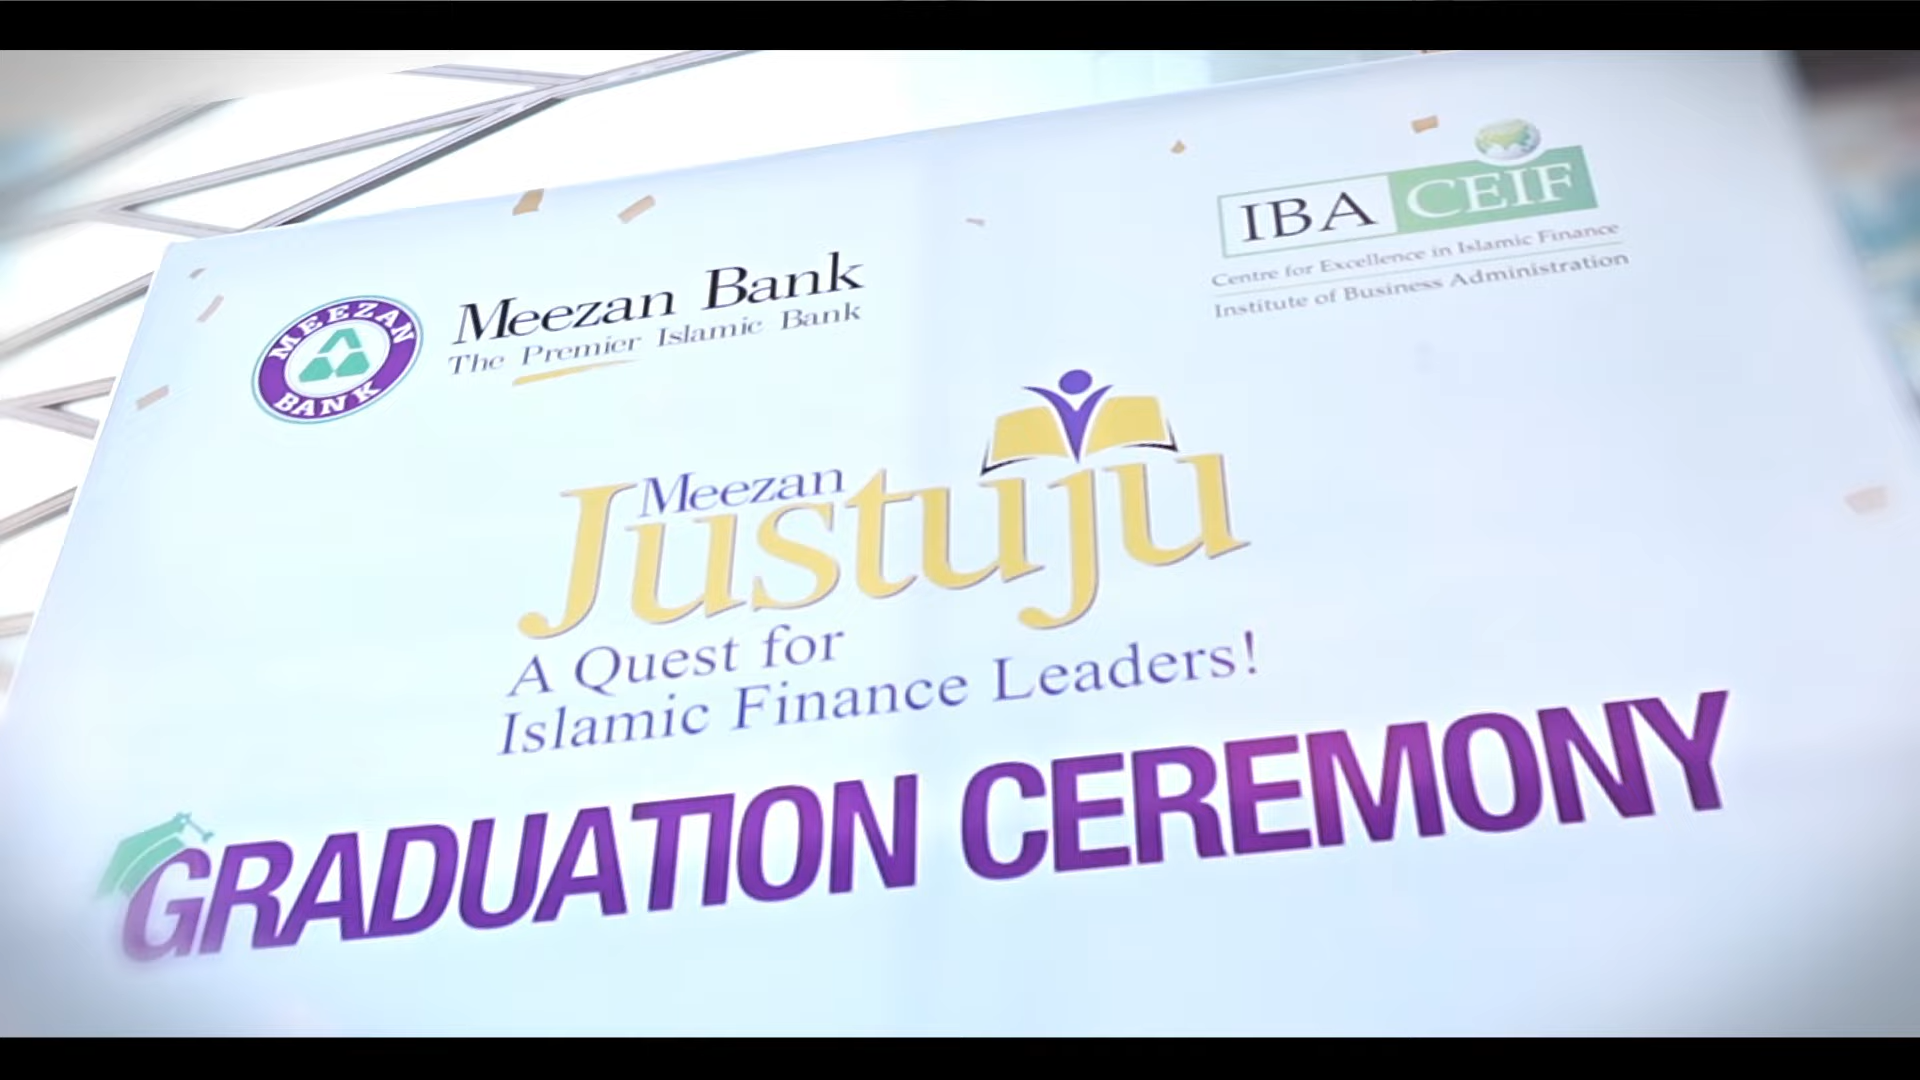 MEEZAN BANK
Meezan Bank
The Premier Islamic Bank
IBA CEIF
Centre for Excellence in Islamic Finance
Institute of Business Administration
Meezan
Justuju
A Quest for
Islamic Finance Leaders!
GRADUATION CEREMONY